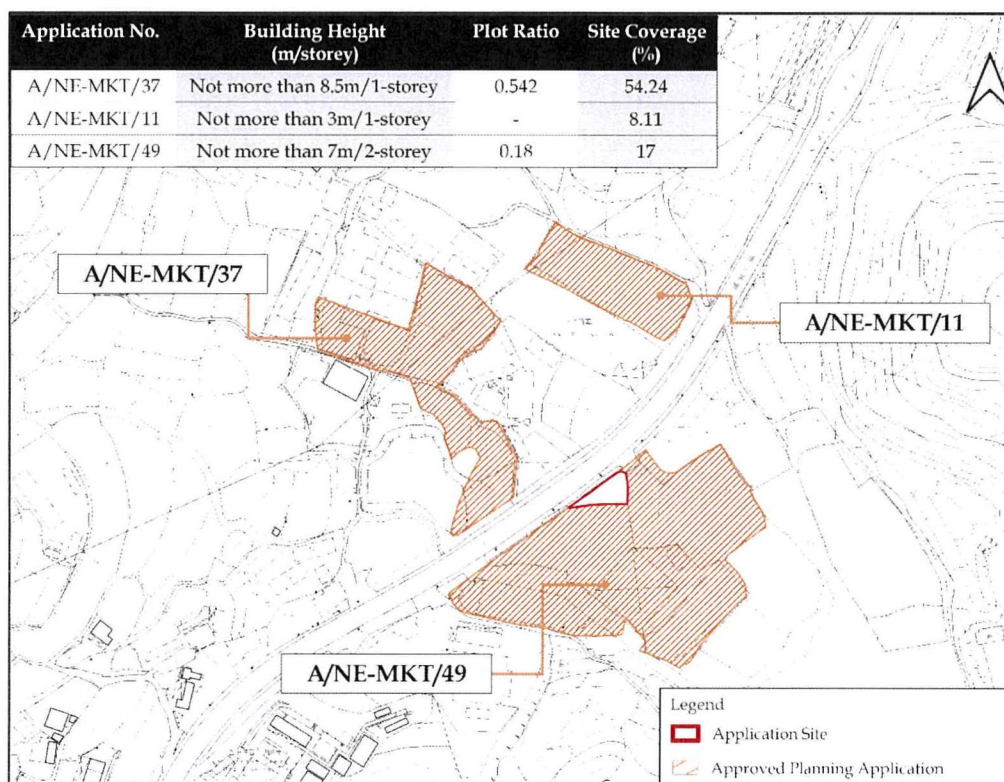 Application No. Building Height Plot Ratio Site Coverage
(m/storey) (%)
A/NE-MKT/37 Not more than 8.5m/1-storey 0.542 54.24
A/NE-MKT/11 Not more than 3m/1-storey - 8.11
A/NE-MKT/49 Not more than 7m/2-storey 0.18 17
A/NE-MKT/37
A/NE-MKT/11
A/NE-MKT/49
Legend
Application Site
Approved Planning Application